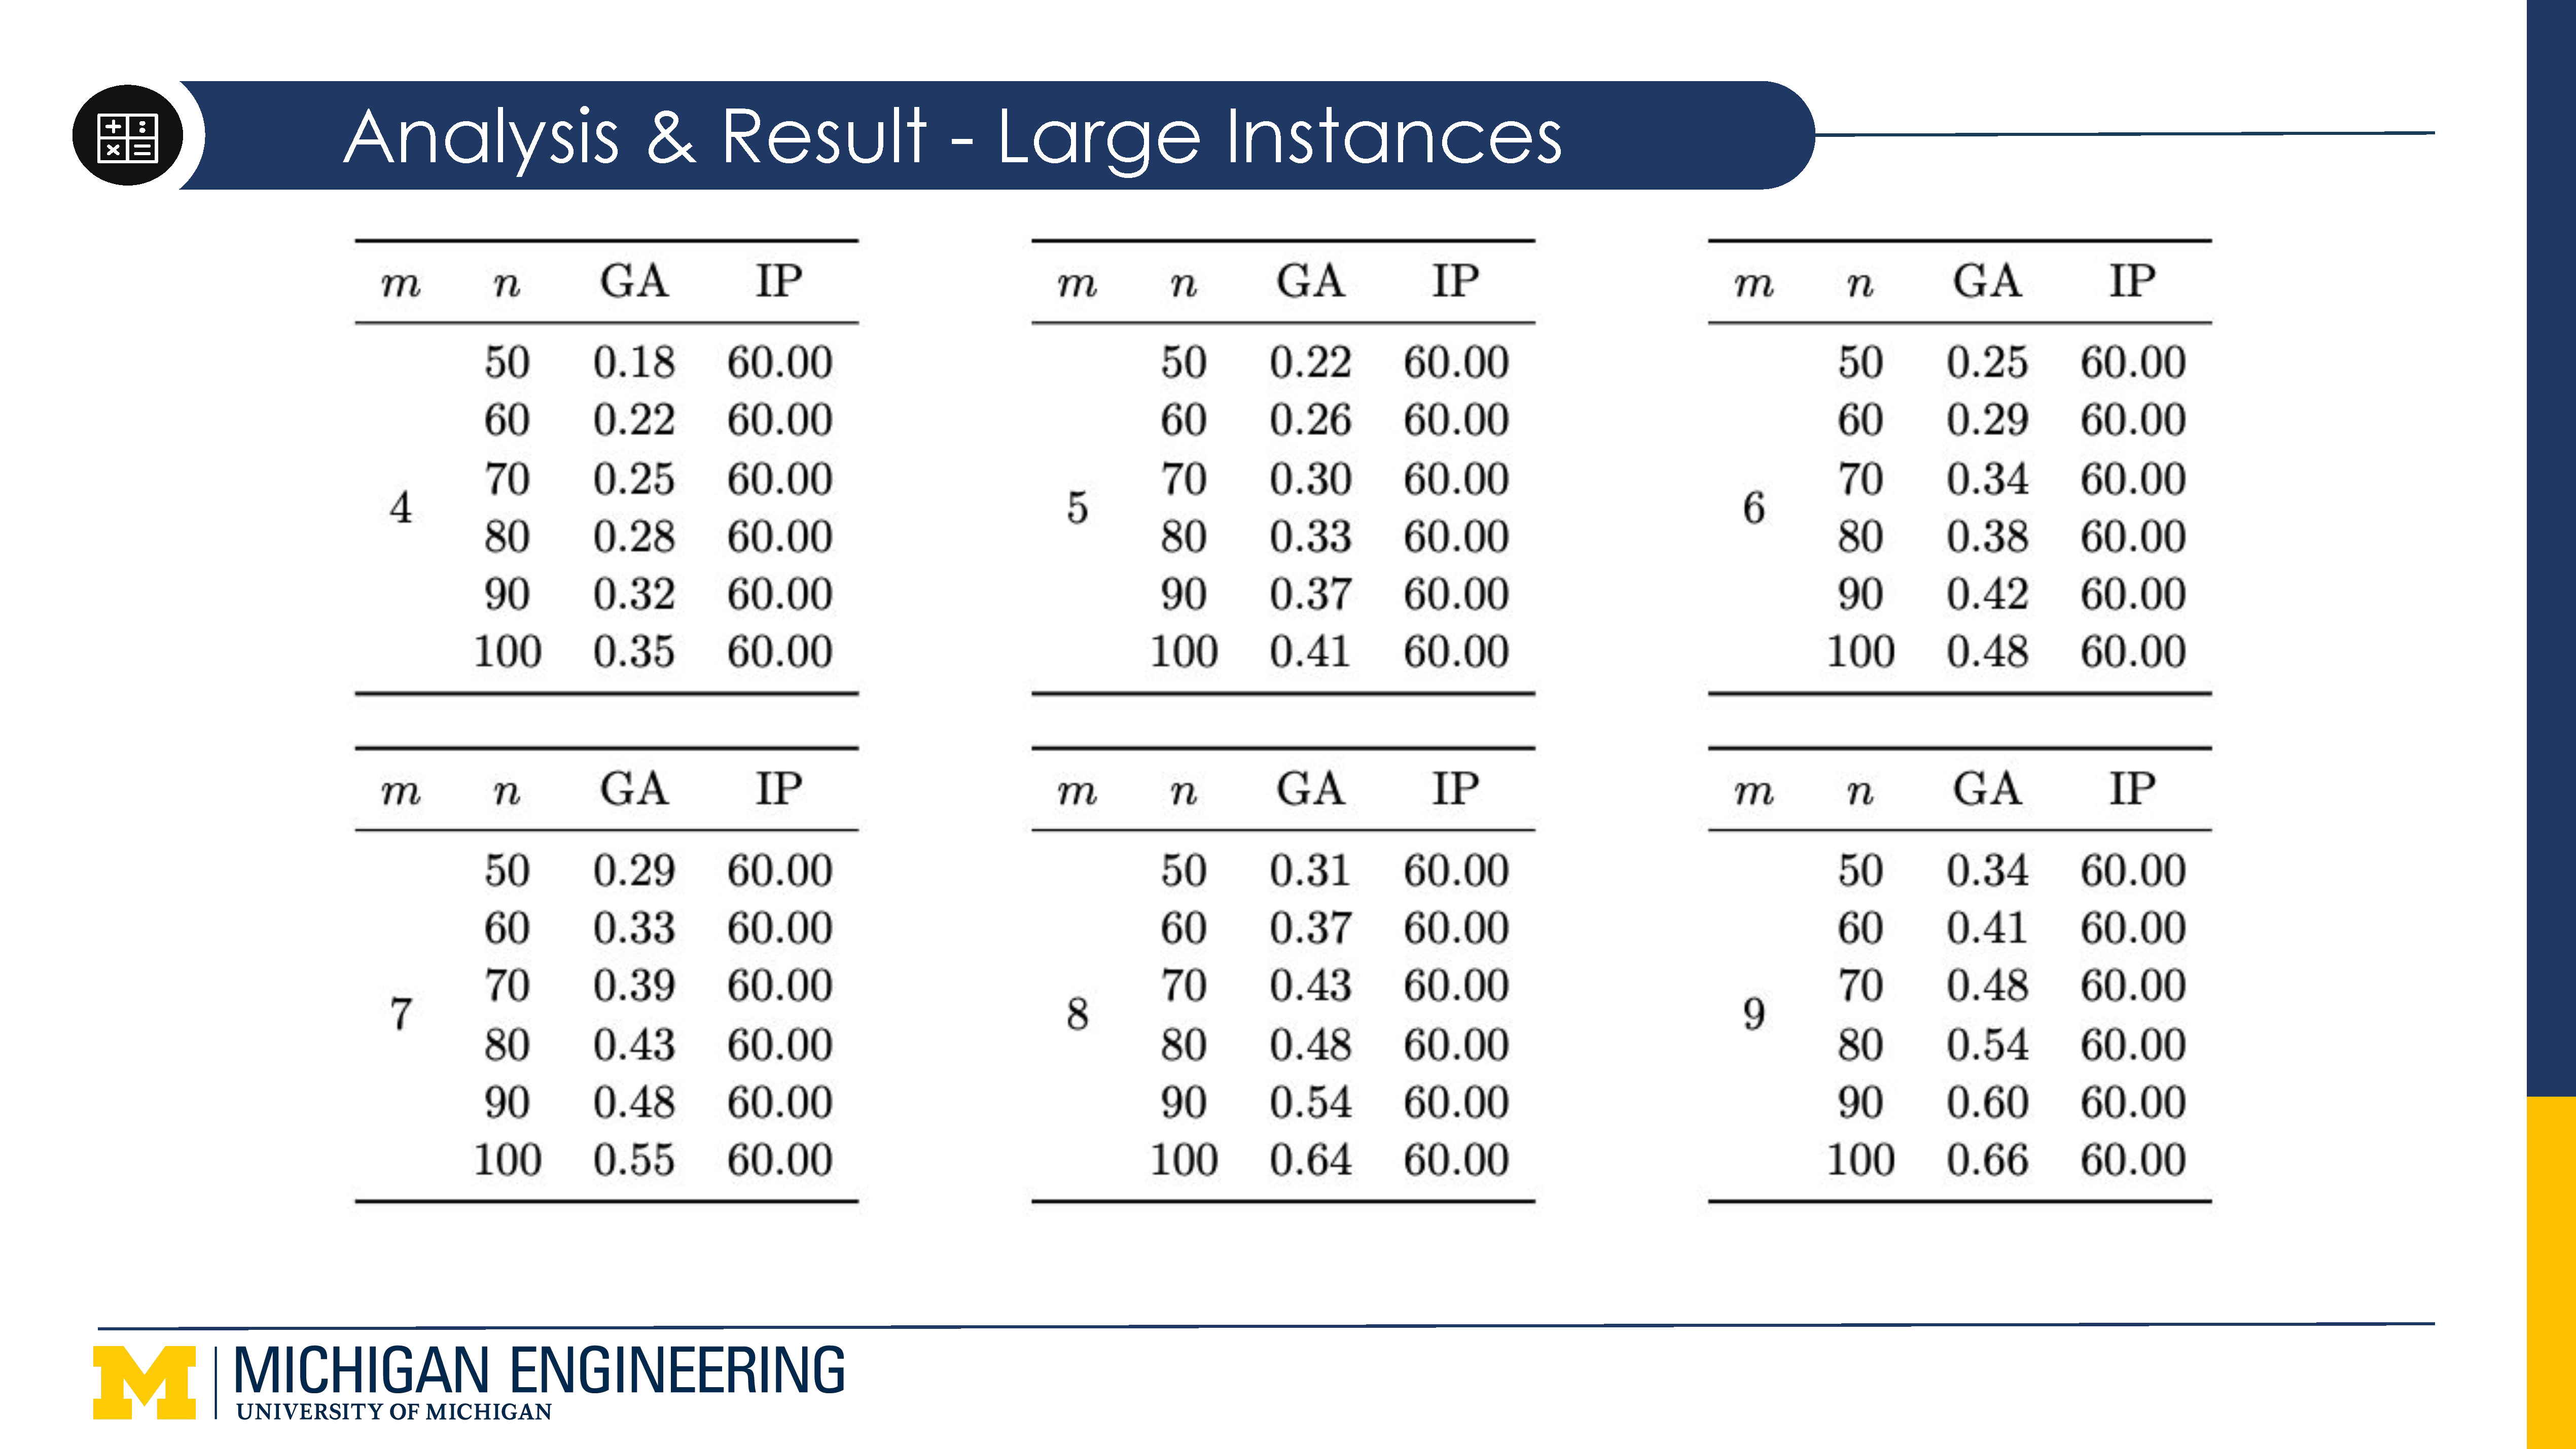 Analysis & Result - Large Instances
m n GA IP
50 0.18 60.00
60 0.22 60.00
70 0.25 60.00
4
80 0.28 60.00
90 0.32 60.00
100 0.35 60.00
m n GA IP
50 0.22 60.00
60 0.26 60.00
70 0.30 60.00
5
80 0.33 60.00
90 0.37 60.00
100 0.41 60.00
m n GA IP
50 0.25 60.00
60 0.29 60.00
70 0.34 60.00
6
80 0.38 60.00
90 0.42 60.00
100 0.48 60.00
m n GA IP
50 0.29 60.00
60 0.33 60.00
70 0.39 60.00
7
80 0.43 60.00
90 0.48 60.00
100 0.55 60.00
m n GA IP
50 0.31 60.00
60 0.37 60.00
70 0.43 60.00
8
80 0.48 60.00
90 0.54 60.00
100 0.64 60.00
m n GA IP
50 0.34 60.00
60 0.41 60.00
70 0.48 60.00
9
80 0.54 60.00
90 0.60 60.00
100 0.66 60.00
M MICHIGAN ENGINEERING
UNIVERSITY OF MICHIGAN